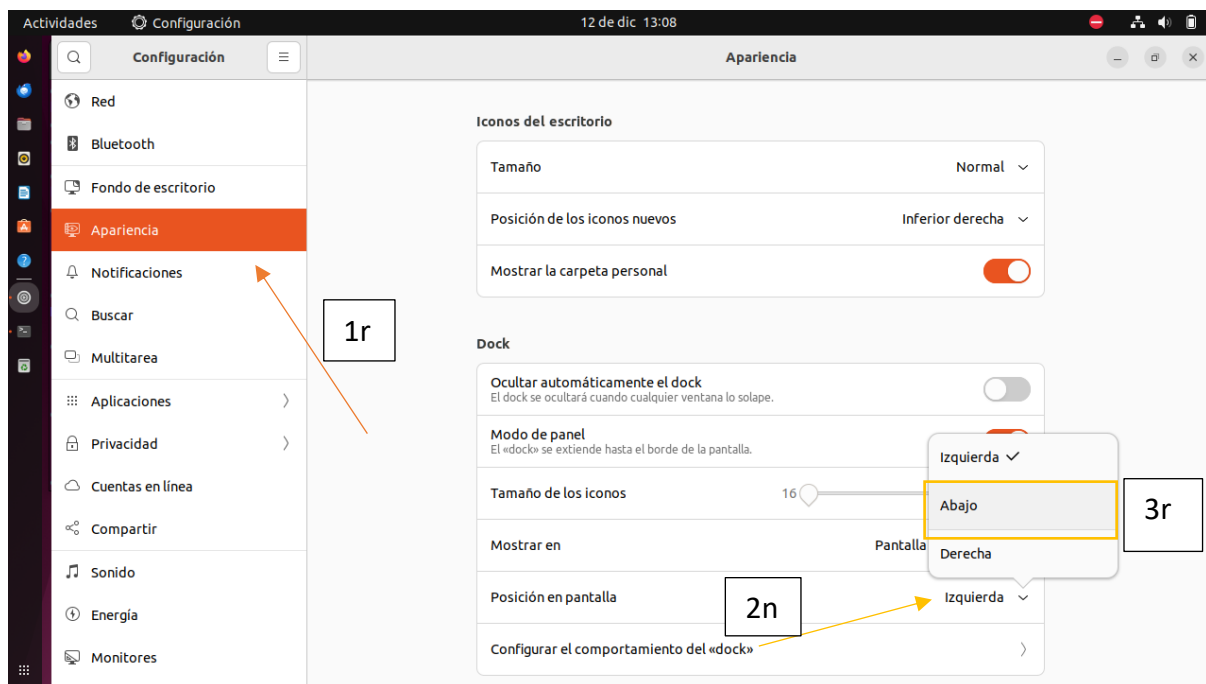 Actividades Configuración 12 de dic 13:08
Configuración Apariencia
Red
Bluetooth
Fondo de escritorio
Apariencia
Notificaciones
Buscar
Multitarea
Aplicaciones
Privacidad
Cuentas en línea
Compartir
Sonido
Energía
Monitores
1r
Iconos del escritorio
Tamaño Normal
Posición de los iconos nuevos Inferior derecha
Mostrar la carpeta personal
Dock
Ocultar automáticamente el dock
El dock se ocultará cuando cualquier ventana lo solape.
Modo de panel
El «dock» se extiende hasta el borde de la pantalla.
Tamaño de los iconos 16
Mostrar en Pantalla
Posición en pantalla Izquierda
Configurar el comportamiento del «dock»
2n
Izquierda
Abajo
Derecha
3r